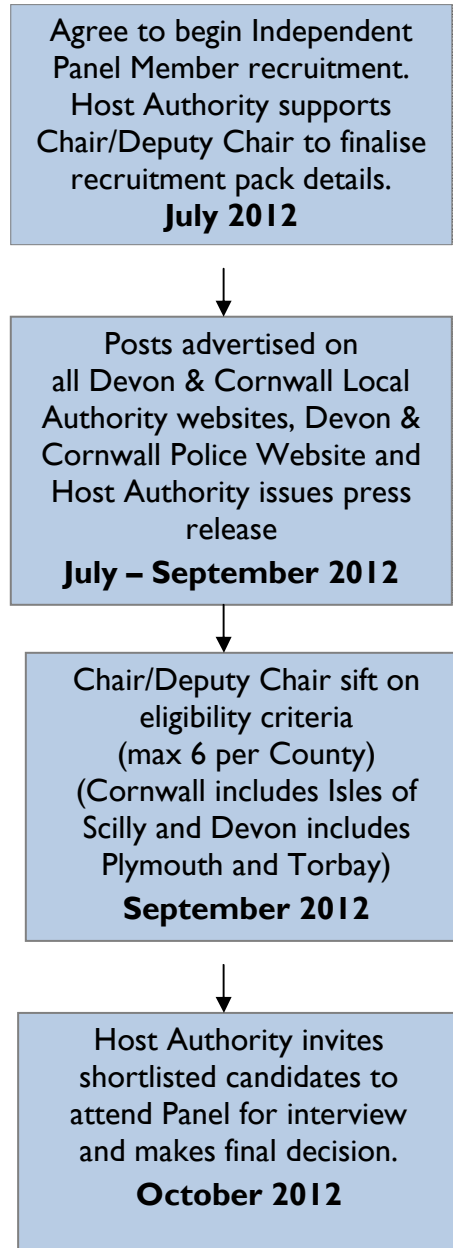 Agree to begin Independent
Panel Member recruitment.
Host Authority supports
Chair/Deputy Chair to finalise
recruitment pack details.
July 2012
Posts advertised on
all Devon & Cornwall Local
Authority websites, Devon &
Cornwall Police Website and
Host Authority issues press
release
July – September 2012
Chair/Deputy Chair sift on
eligibility criteria
(max 6 per County)
(Cornwall includes Isles of
Scilly and Devon includes
Plymouth and Torbay)
September 2012
Host Authority invites
shortlisted candidates to
attend Panel for interview
and makes final decision.
October 2012